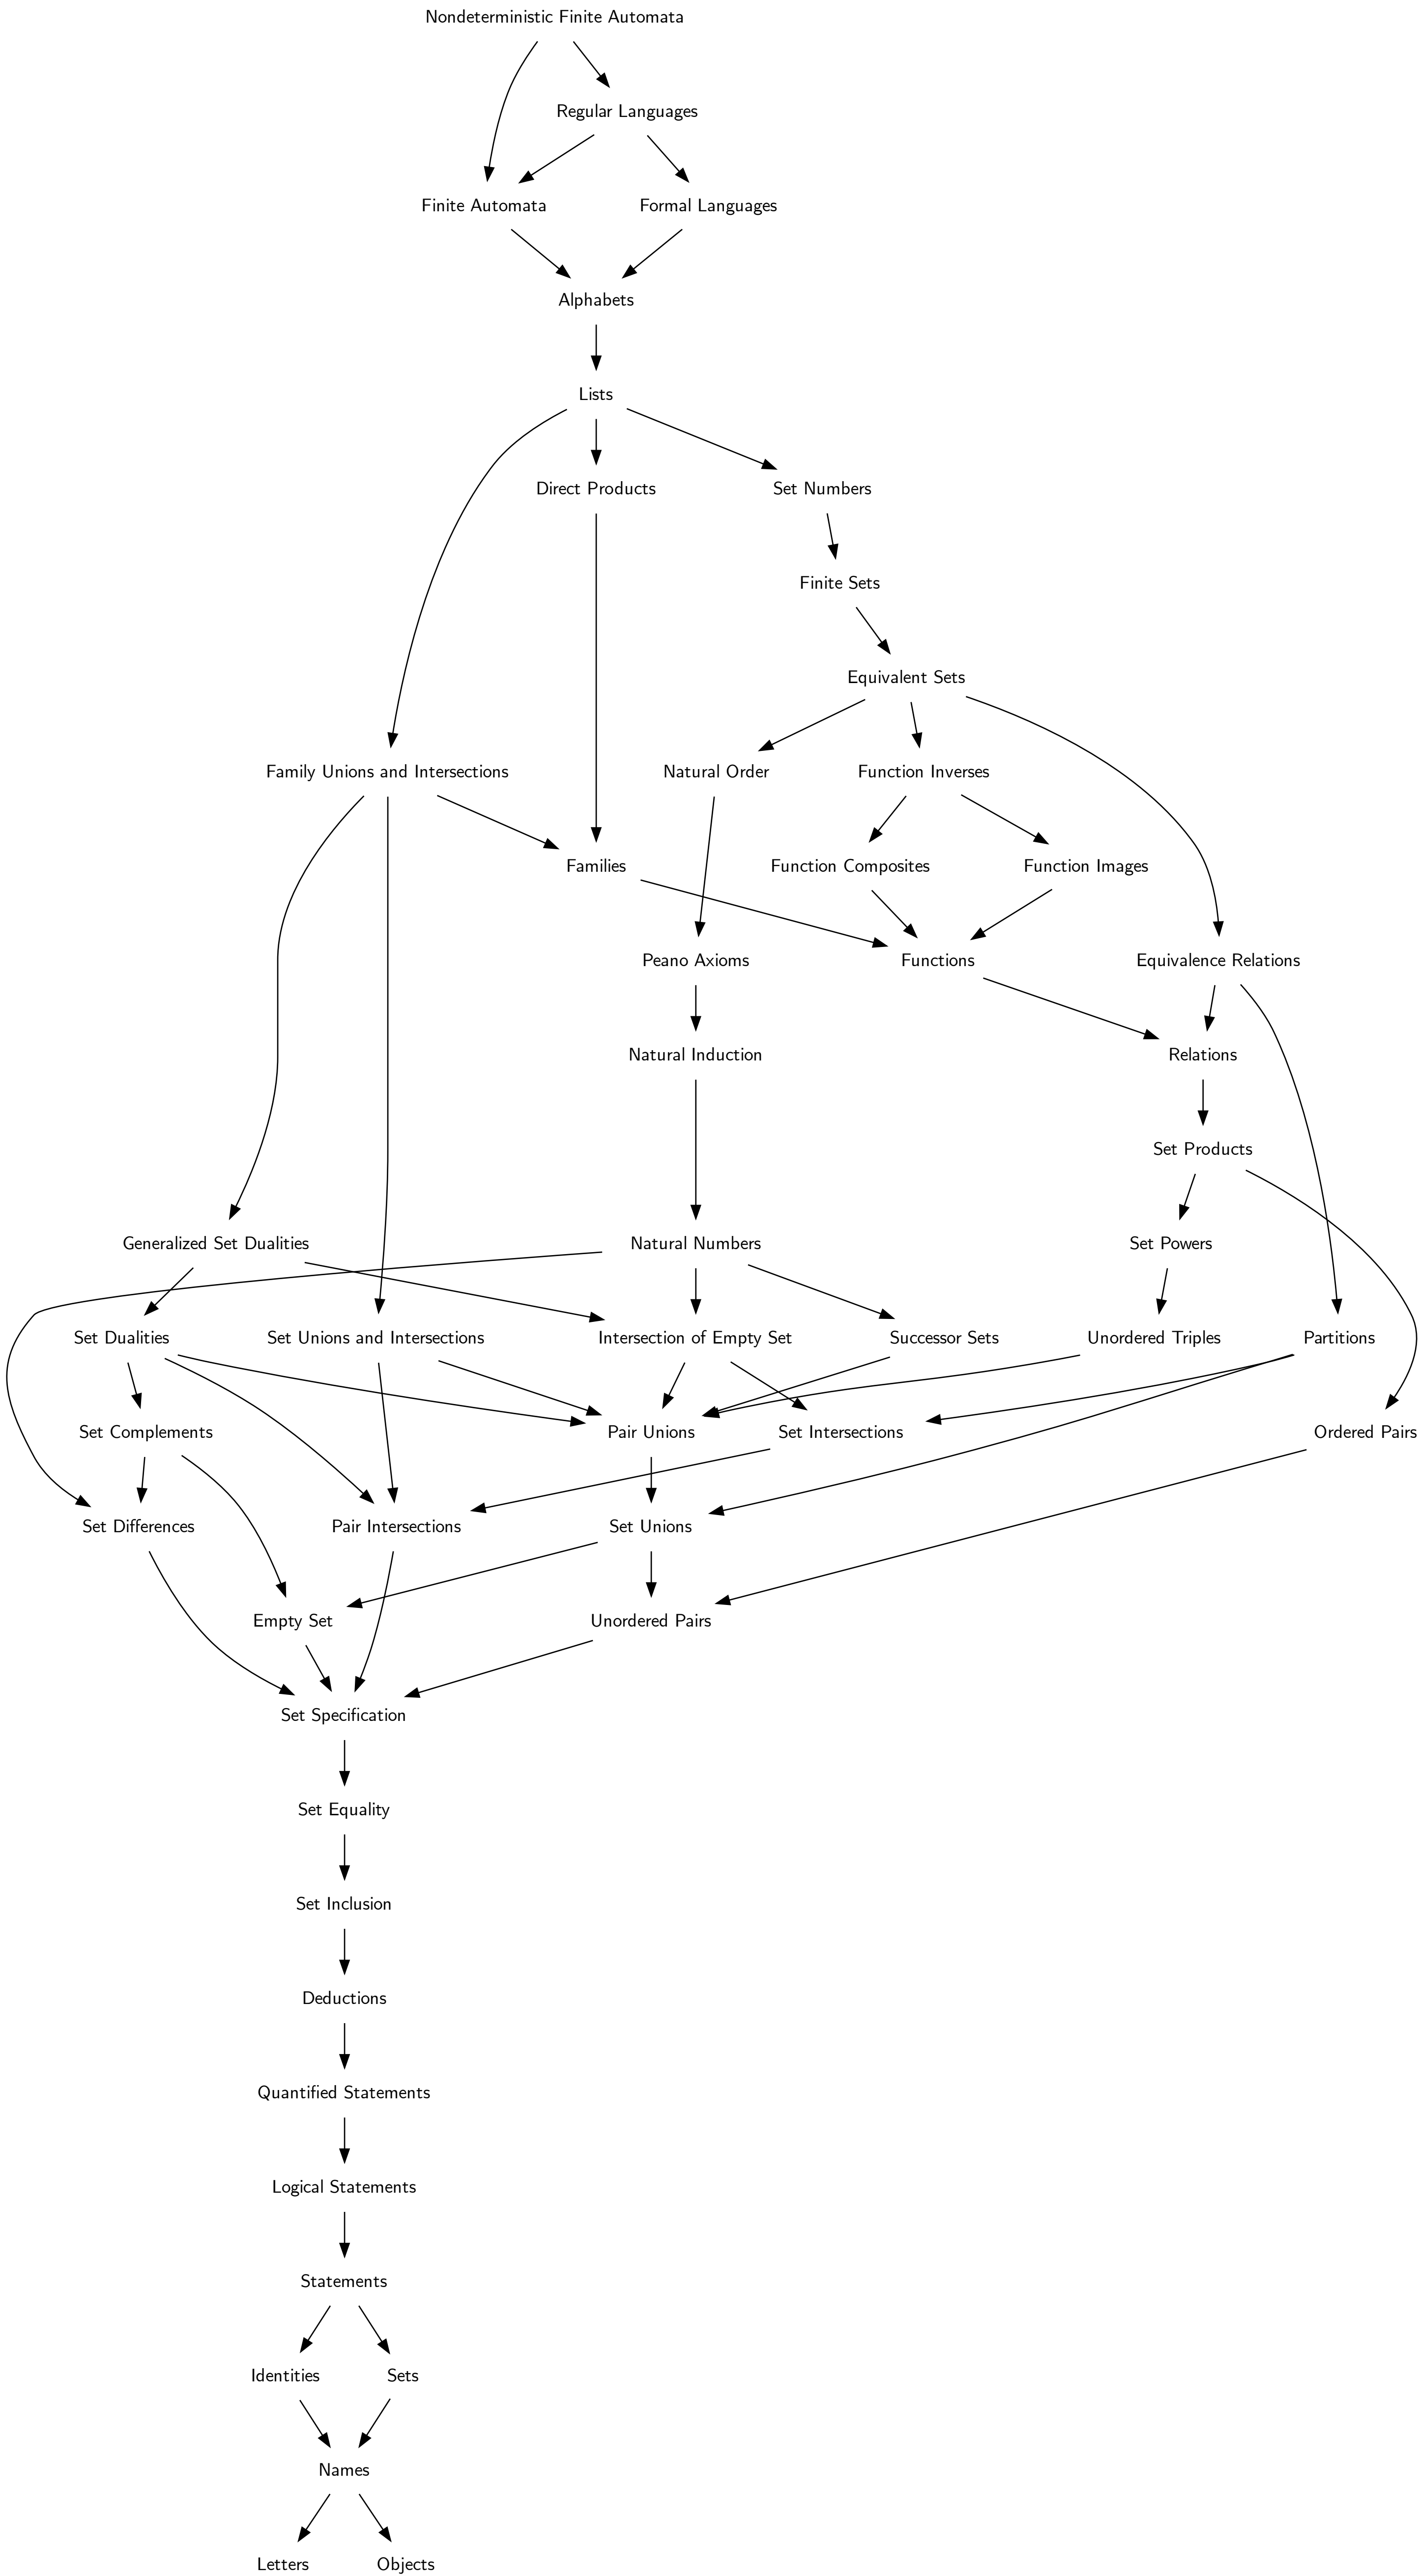 Nondeterministic Finite Automata
Regular Languages
Finite Automata
Formal Languages
Alphabets
Lists
Direct Products
Set Numbers
Finite Sets
Equivalent Sets
Family Unions and Intersections
Natural Order
Function Inverses
Families
Function Composites
Function Images
Peano Axioms
Functions
Equivalence Relations
Natural Induction
Relations
Set Products
Generalized Set Dualities
Natural Numbers
Set Powers
Set Dualities
Set Unions and Intersections
Intersection of Empty Set
Successor Sets
Unordered Triples
Partitions
Set Complements
Pair Unions
Set Intersections
Ordered Pairs
Set Differences
Pair Intersections
Set Unions
Empty Set
Unordered Pairs
Set Specification
Set Equality
Set Inclusion
Deductions
Quantified Statements
Logical Statements
Statements
Identities
Sets
Names
Letters
Objects